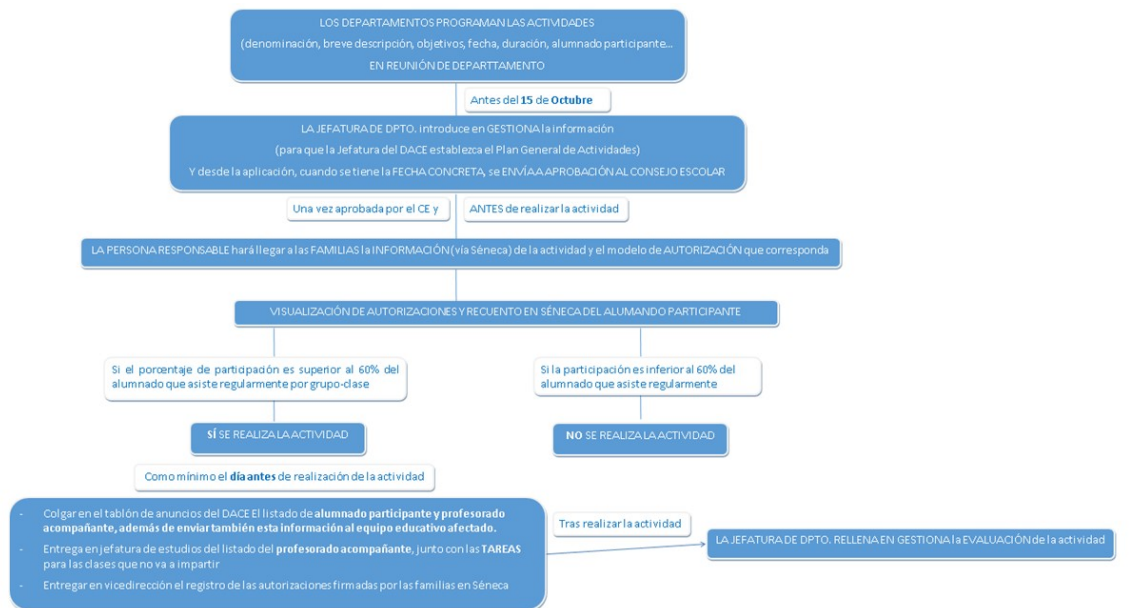 LOS DEPARTAMENTOS PROGRAMAN LAS ACTIVIDADES
(denominación, breve descripción, objetivos, fecha, duración, alumnado participante...
EN REUNIÓN DE DEPARTTAMENTO
Antes del 15 de Octubre
LA JEFATURA DE DPTO. introduce en GESTIONA la información
(para que la Jefatura del DACE establezca el Plan General de Actividades)
Y desde la aplicación, cuando se tiene la FECHA CONCRETA, se ENVÍA A APROBACIÓN AL CONSEJO ESCOLAR
Una vez aprobada por el CE y
ANTES de realizar la actividad
LA PERSONA RESPONSABLE hará llegar a las FAMILIAS la INFORMACIÓN (vía Séneca) de la actividad y el modelo de AUTORIZACIÓN que corresponda
VISUALIZACIÓN DE AUTORIZACIONES Y RECUENTO EN SÉNECA DEL ALUMANDO PARTICIPANTE
Si el porcentaje de participación es superior al 60% del
alumnado que asiste regularmente por grupo-clase
Si la participación es inferior al 60% del
alumnado que asiste regularmente
SÍ SE REALIZA LA ACTIVIDAD
NO SE REALIZA LA ACTIVIDAD
Como mínimo el día antes de realización de la actividad
- Colgar en el tablón de anuncios del DACE El listado de alumnado participante y profesorado
acompañante, además de enviar también esta información al equipo educativo afectado.
- Entrega en jefatura de estudios del listado del profesorado acompañante, junto con las TAREAS
para las clases que no va a impartir
- Entregar en vicedirección el registro de las autorizaciones firmadas por las familias en Séneca
Tras realizar la actividad
LA JEFATURA DE DPTO. RELLENA EN GESTIONA la EVALUACIÓN de la actividad